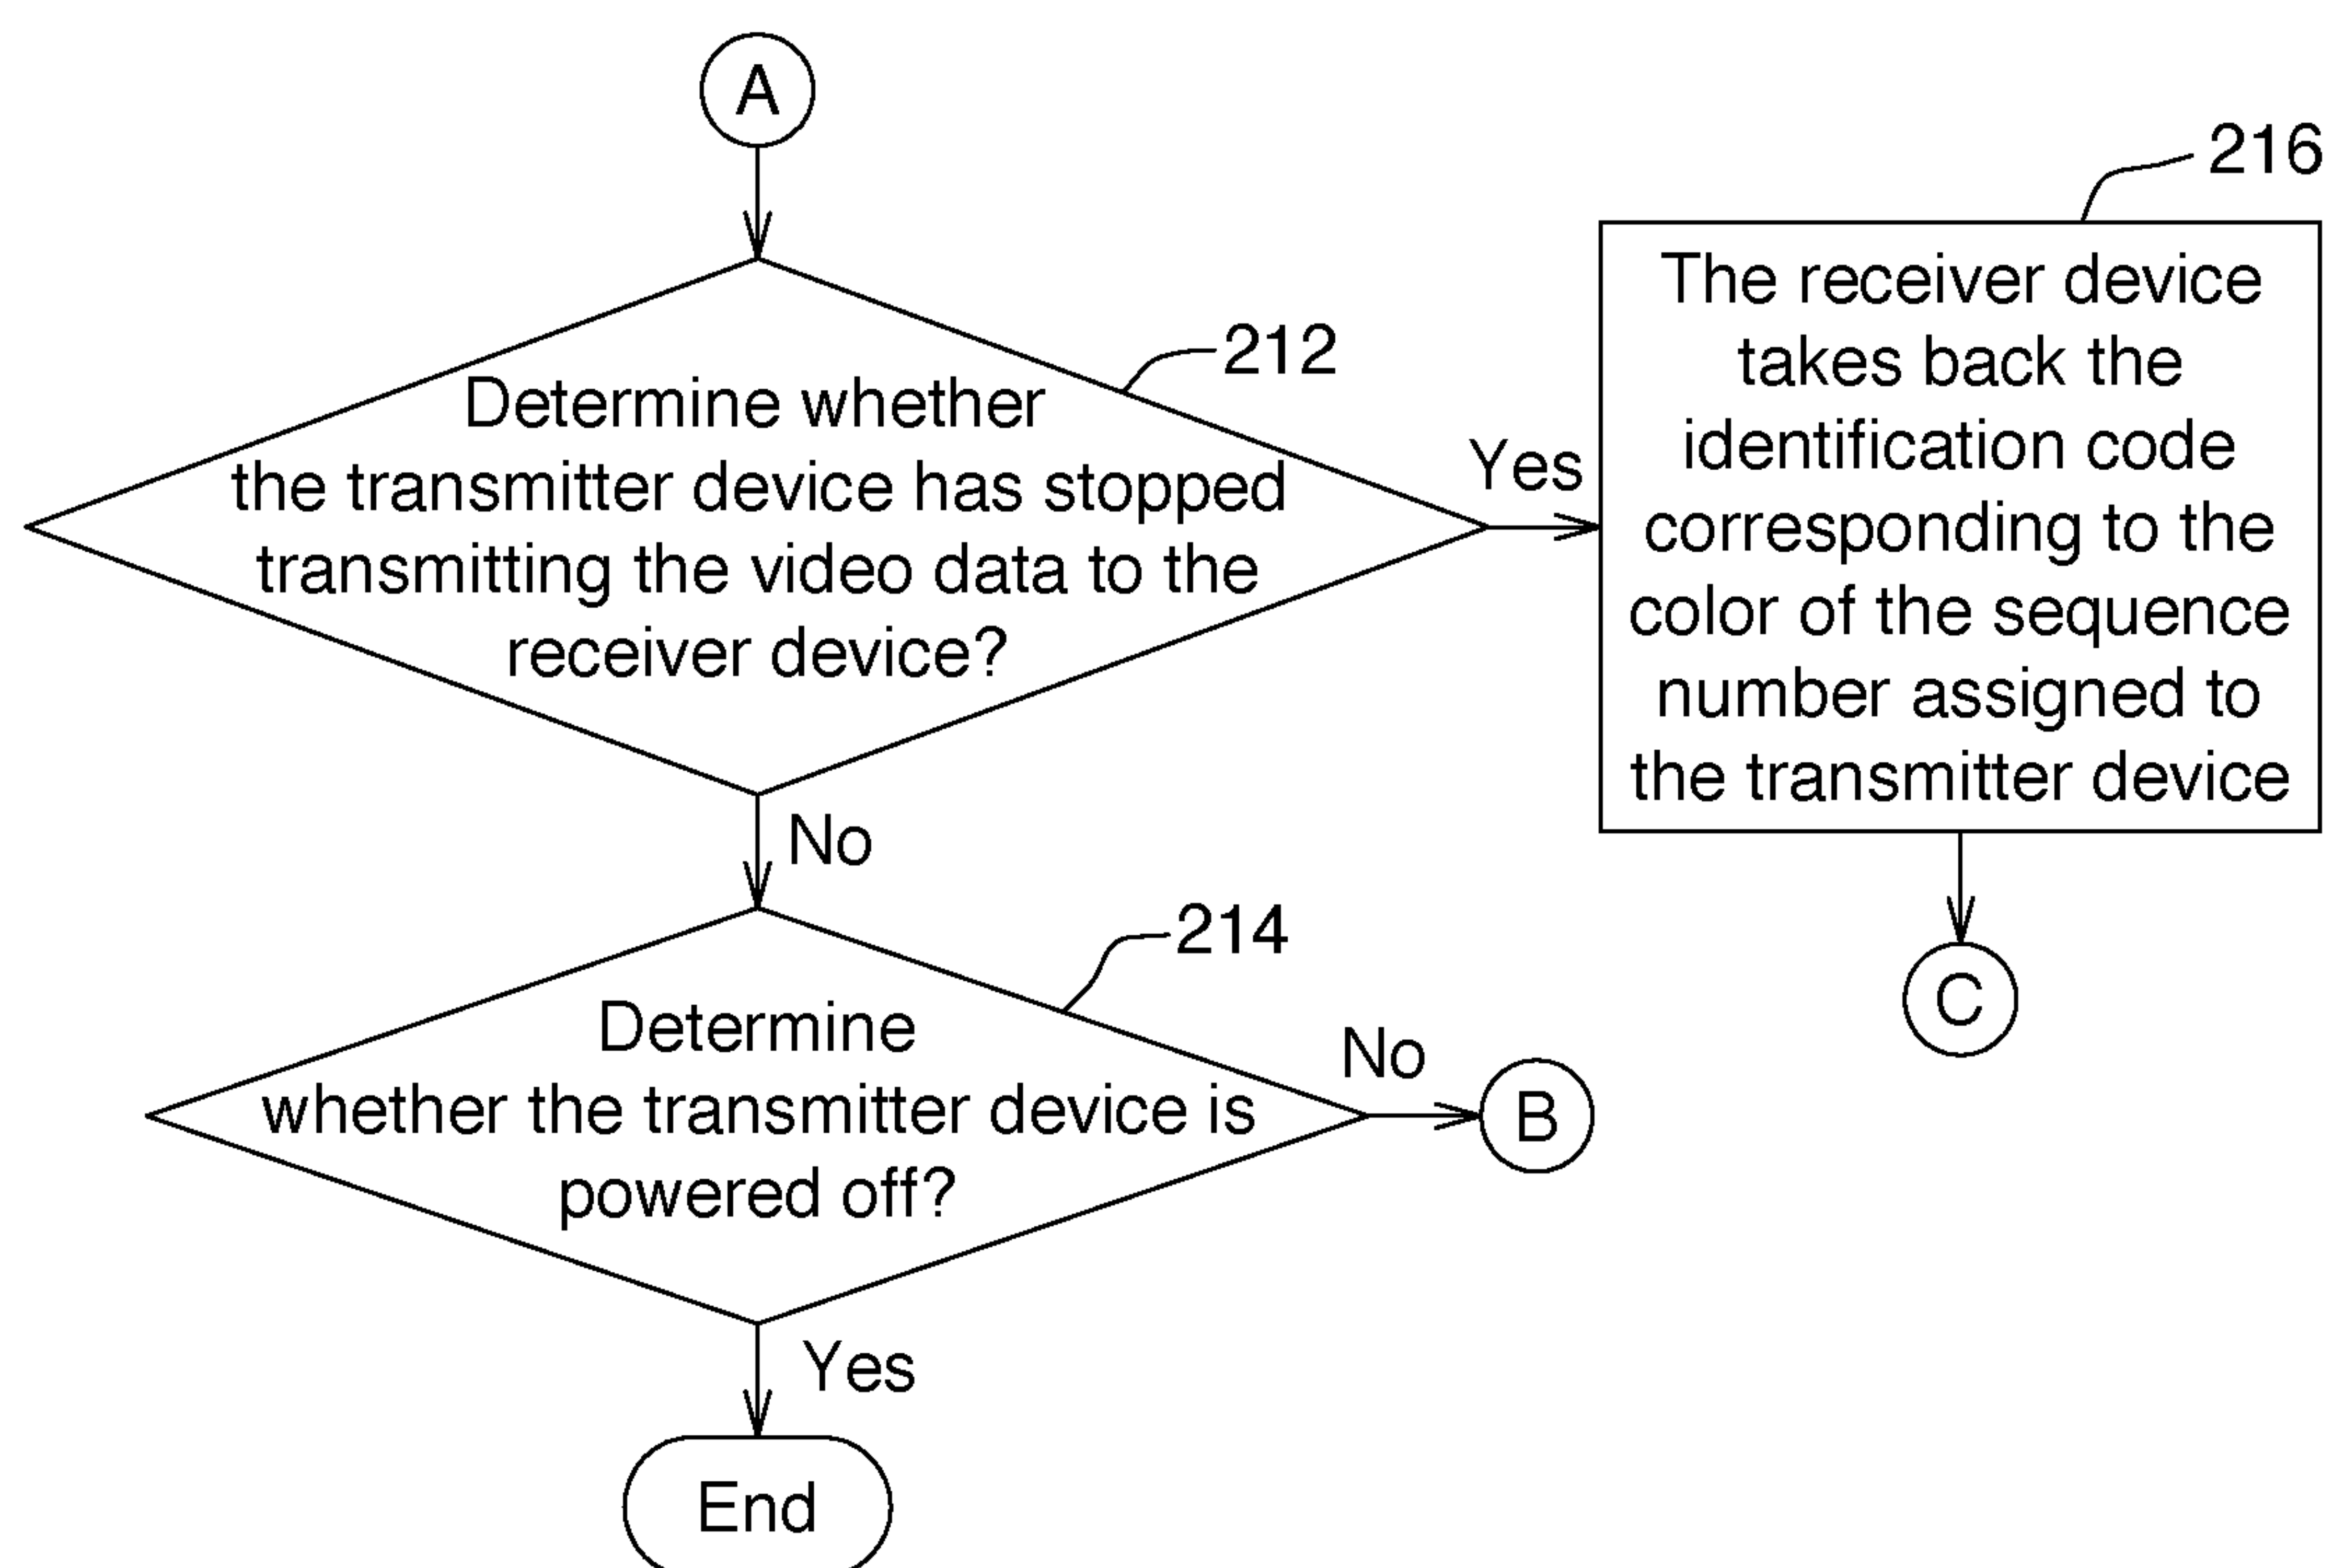 A
212
Determine whether
the transmitter device has stopped
transmitting the video data to the
receiver device?
Yes
216
The receiver device
takes back the
identification code
corresponding to the
color of the sequence
number assigned to
the transmitter device
C
No
214
Determine
whether the transmitter device is
powered off?
No
B
Yes
End